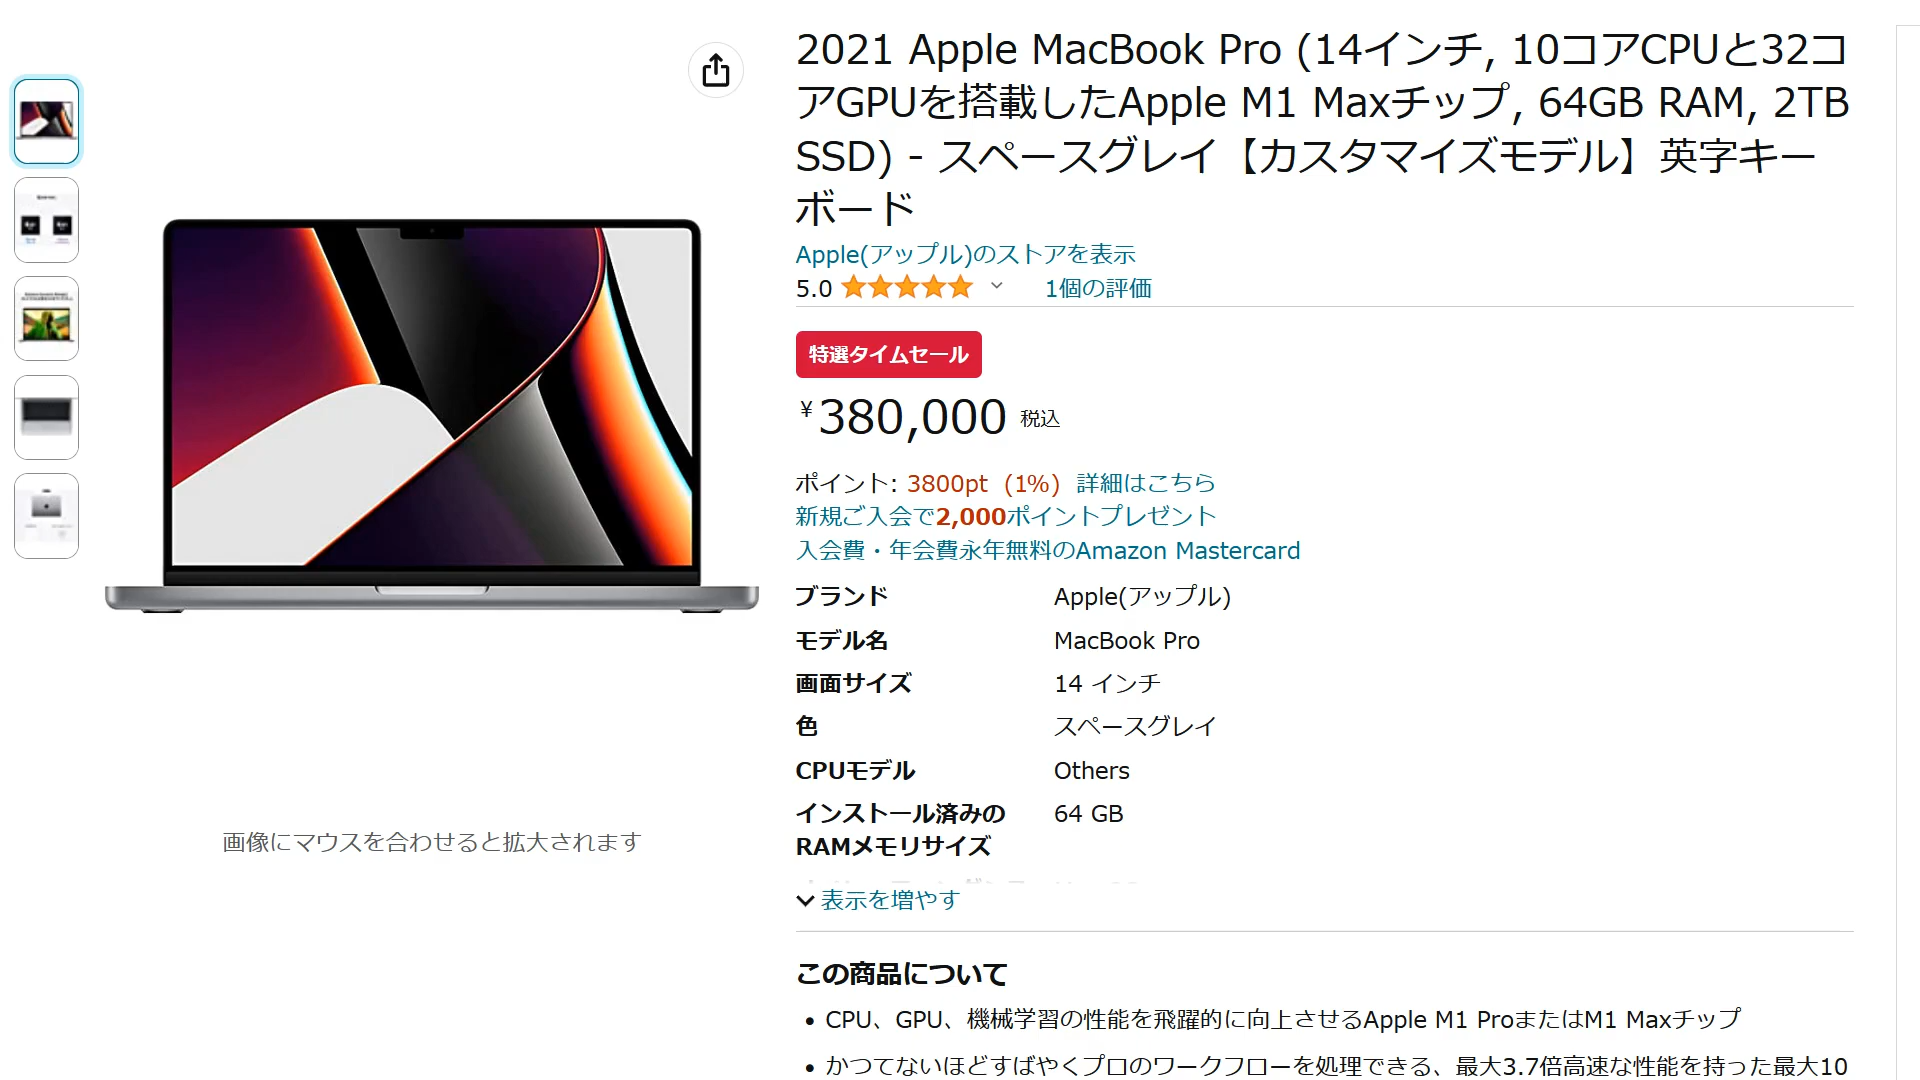 2021 Apple MacBook Pro (14インチ, 10コアCPUと32コ
アGPUを搭載したApple M1 Maxチップ, 64GB RAM, 2TB
SSD) - スペースグレイ【カスタマイズモデル】英字キー
ボード
Apple(アップル)のストアを表示
5.0 1個の評価
特選タイムセール
¥380,000 税込
ポイント: 3800pt (1%) 詳細はこちら
新規ご入会で2,000ポイントプレゼント
入会費・年会費永年無料のAmazon Mastercard
ブランド Apple(アップル)
モデル名 MacBook Pro
画面サイズ 14 インチ
色 スペースグレイ
CPUモデル Others
インストール済みの 64 GB
RAMメモリサイズ
表示を増やす
この商品について
• CPU、GPU、機械学習の性能を飛躍的に向上させるApple M1 ProまたはM1 Maxチップ
• かつてないほどすばやくプロのワークフローを処理できる、最大3.7倍高速な性能を持った最大10
画像にマウスを合わせると拡大されます